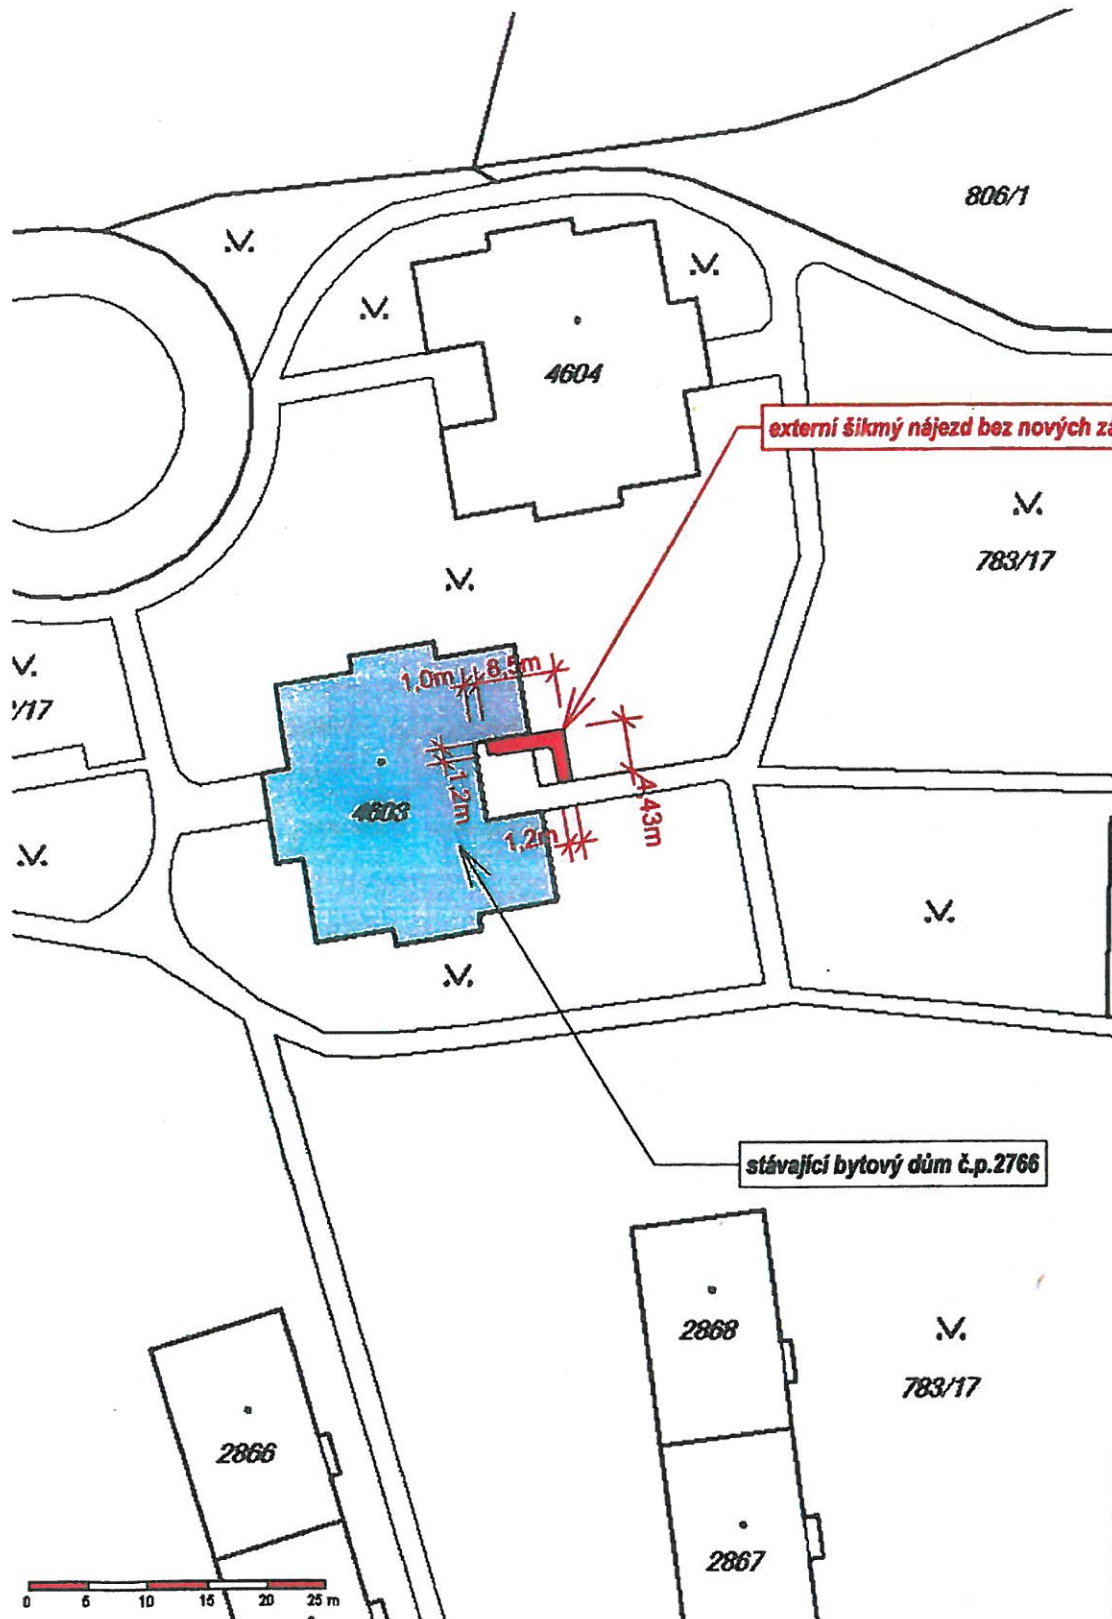 806/1
4604
externí šikmý nájezd bez nových
783/17
1,0m
8,5m
/17
1,2m
4603
4,43m
1,2m
stávající bytový dům č.p.2766
2868
783/17
2866
2867
0 5 10 15 20 25 m